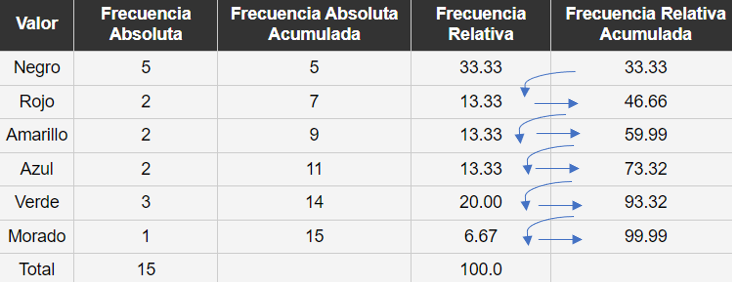 Valor Frecuencia Absoluta Frecuencia Absoluta Acumulada Frecuencia Relativa Frecuencia Relativa Acumulada
Negro 5 5 33.33 33.33
Rojo 2 7 13.33 46.66
Amarillo 2 9 13.33 59.99
Azul 2 11 13.33 73.32
Verde 3 14 20.00 93.32
Morado 1 15 6.67 99.99
Total 15 100.0